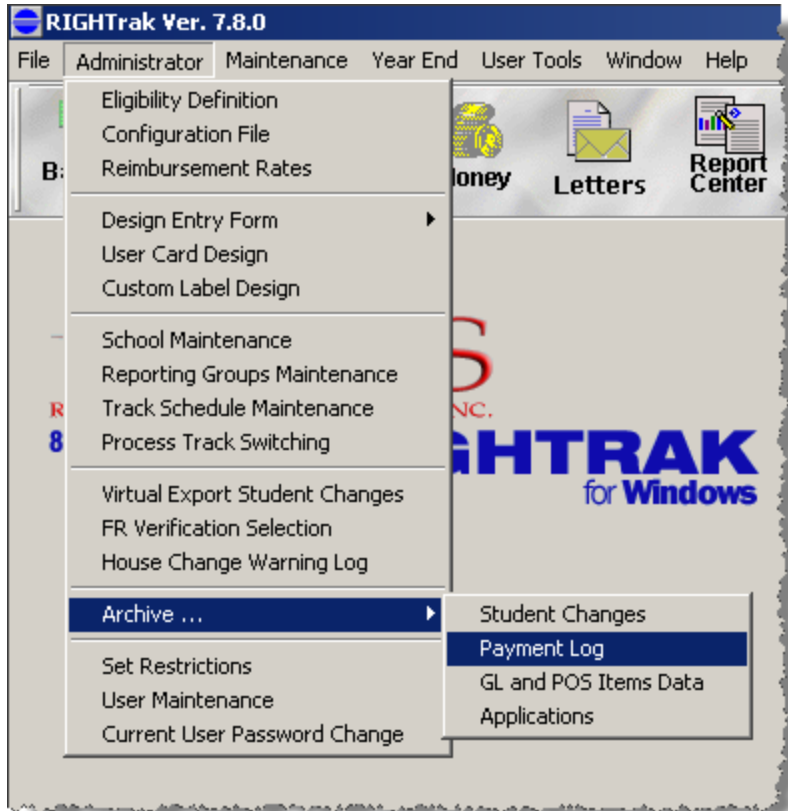 RIGHTrak Ver. 7.8.0
File Administrator Maintenance Year End User Tools Window Help
Letters
Report
Center
Eligibility Definition
Configuration File
Reimbursement Rates
Design Entry Form
User Card Design
Custom Label Design
School Maintenance
Reporting Groups Maintenance
Track Schedule Maintenance
Process Track Switching
Virtual Export Student Changes
FR Verification Selection
House Change Warning Log
Archive ...
Set Restrictions
User Maintenance
Current User Password Change
Student Changes
Payment Log
GL and POS Items Data
Applications
S
R NC.
8 GHTRAK
for Windows